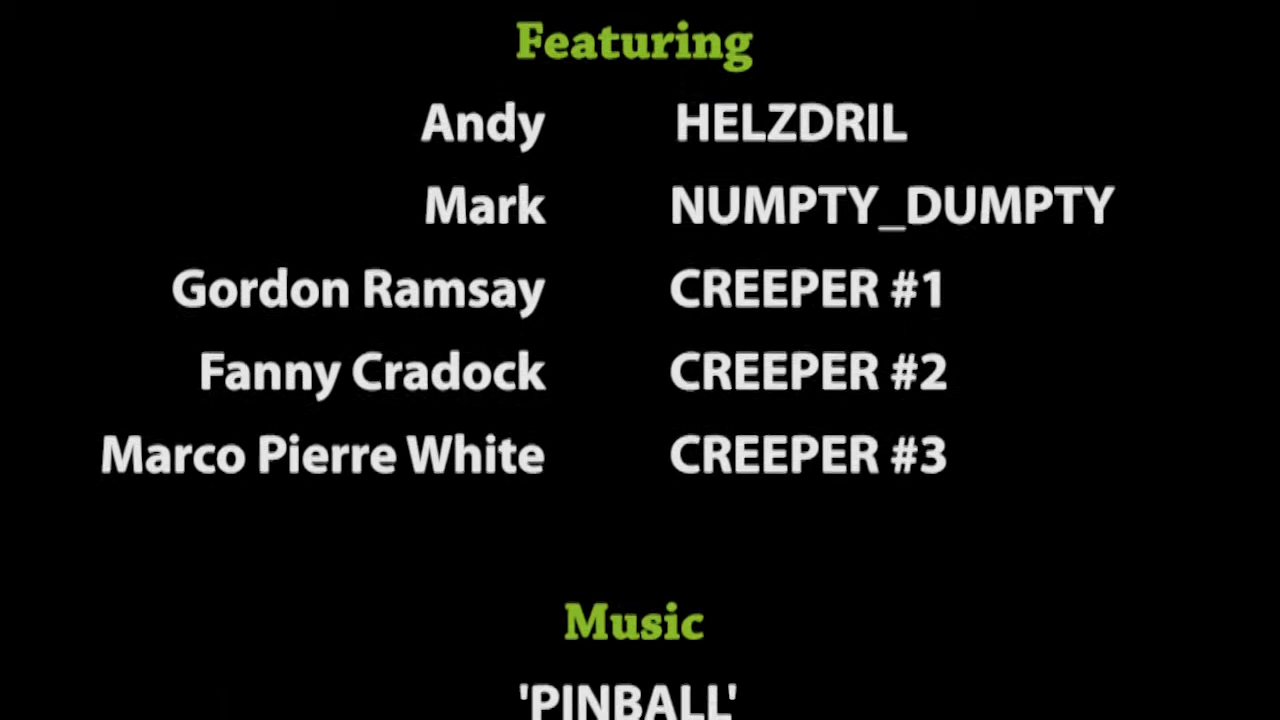 Featuring
Andy HELZDRIL
Mark NUMPTY_DUMPTY
Gordon Ramsay CREEPER #1
Fanny Cradock CREEPER #2
Marco Pierre White CREEPER #3
Music
'PINBALL'